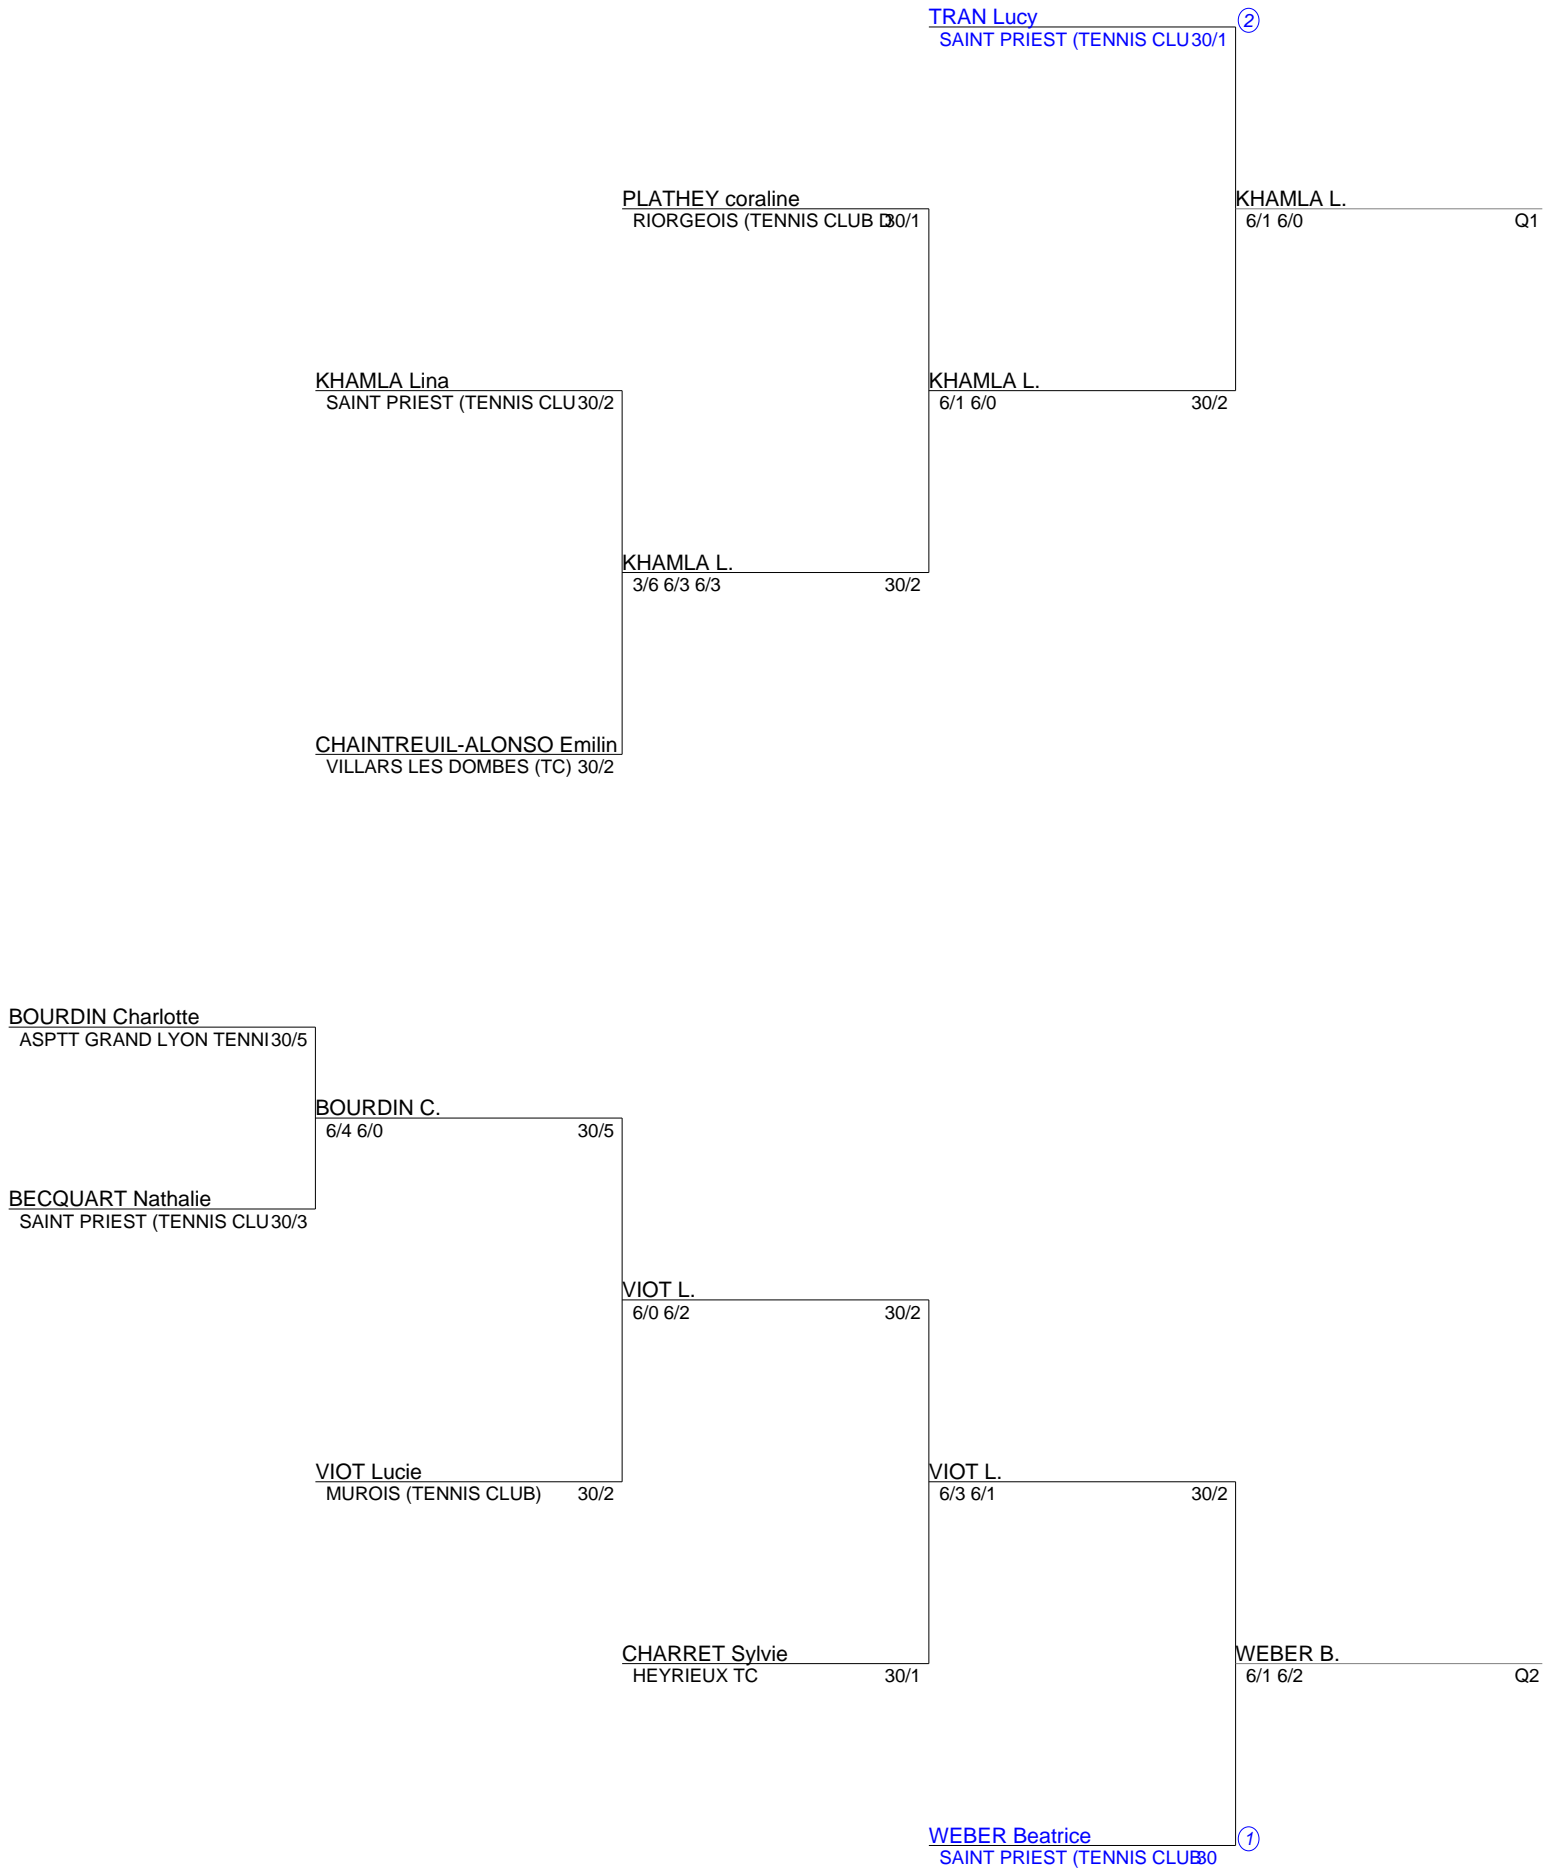 TRAN Lucy
2
SAINT PRIEST (TENNIS CLU 30/1
PLATHEY coraline
RIORGEOIS (TENNIS CLUB D 30/1
KHAMLA L.
6/1 6/0 Q1
KHAMLA Lina
SAINT PRIEST (TENNIS CLU 30/2
KHAMLA L.
6/1 6/0 30/2
KHAMLA L.
3/6 6/3 6/3 30/2
CHAINTREUIL-ALONSO Emilin
VILLARS LES DOMBES (TC) 30/2
BOURDIN Charlotte
ASPTT GRAND LYON TENNI 30/5
BOURDIN C.
6/4 6/0 30/5
BECQUART Nathalie
SAINT PRIEST (TENNIS CLU 30/3
VIOT L.
6/0 6/2 30/2
VIOT Lucie
MUROIS (TENNIS CLUB) 30/2
VIOT L.
6/3 6/1 30/2
CHARRET Sylvie
HEYRIEUX TC 30/1
WEBER B.
6/1 6/2 Q2
WEBER Beatrice
1
SAINT PRIEST (TENNIS CLUB 30